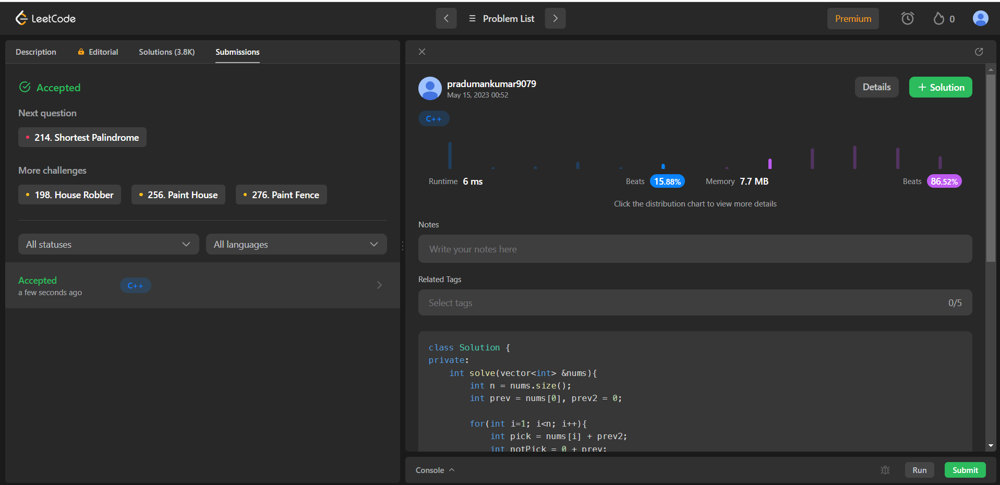 LeetCode
Problem List
Premium
0
Description
Editorial
Solutions (3.8K)
Submissions
Accepted
Next question
214. Shortest Palindrome
More challenges
198. House Robber
256. Paint House
276. Paint Fence
All statuses
All languages
Accepted
a few seconds ago
C++
pradumankumar9079
May 15, 2023 00:52
Details
+ Solution
C++
Runtime 6 ms
Beats 15.88%
Memory 7.7 MB
Beats 86.52%
Click the distribution chart to view more details
Notes
Write your notes here
Related Tags
Select tags
0/5
class Solution {
private:
    int solve(vector<int> &nums){
        int n = nums.size();
        int prev = nums[0], prev2 = 0;
        for(int i=1; i<n; i++){
            int pick = nums[i] + prev2;
            int notPick = 0 + prev;
Console
Run
Submit